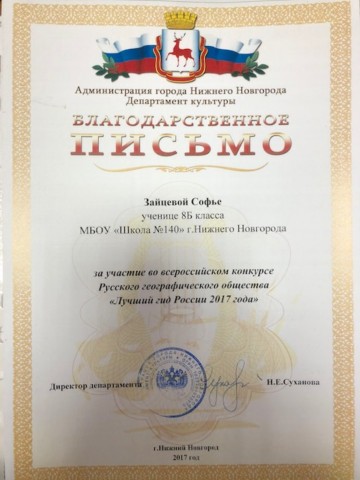 Администрация города Нижнего Новгорода
Департамент культуры
БЛАГОДАРСТВЕННОЕ
ПИСЬМО
Зайцевой Софье
ученице 8Б класса
МБОУ «Школа №140» г.Нижнего Новгорода
за участие во всероссийском конкурсе
Русского географического общества
«Лучший гид России 2017 года»
Директор департамента И.Е.Суханова
г.Нижний Новгород
2017 год